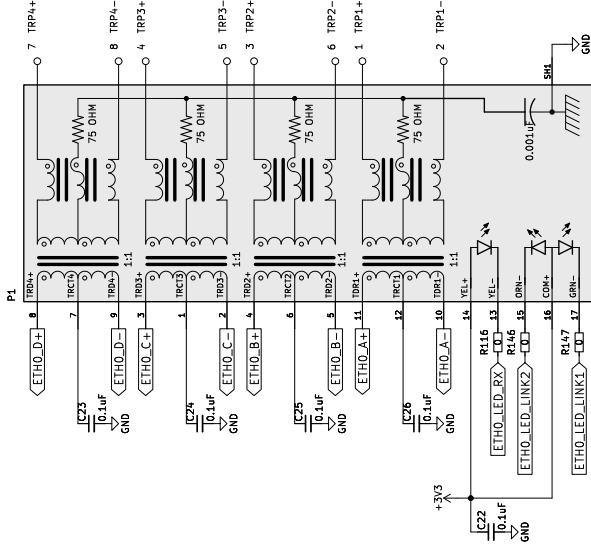 7 TRP4+
8 TRP4-
4 TRP3+
5 TRP3-
3 TRP2+
6 TRP2-
1 TRP1+
2 TRP1-
GND
SH1
75 OHM
75 OHM
75 OHM
75 OHM
0.001uF
1:1
1:1
1:1
1:1
P1
TRD4+
TRCT4
TRD4-
TRD3+
TRCT3
TRD3-
TRD2+
TRCT2
TRD2-
TDR1+
TRCT1
TDR1-
YEL+
YEL-
ORN-
COM+
GRN-
8
7
9
3
1
2
4
6
5
11
12
10
14
13
15
16
17
ETH0_D+
ETH0_D-
ETH0_C+
ETH0_C-
ETH0_B+
ETH0_B-
ETH0_A+
ETH0_A-
R116
0
R146
0
R147
0
C23
0.1uF
GND
C24
0.1uF
GND
C25
0.1uF
GND
C26
0.1uF
GND
ETH0_LED_RX
ETH0_LED_LINK2
ETH0_LED_LINK1
+3V3
C22
0.1uF
GND